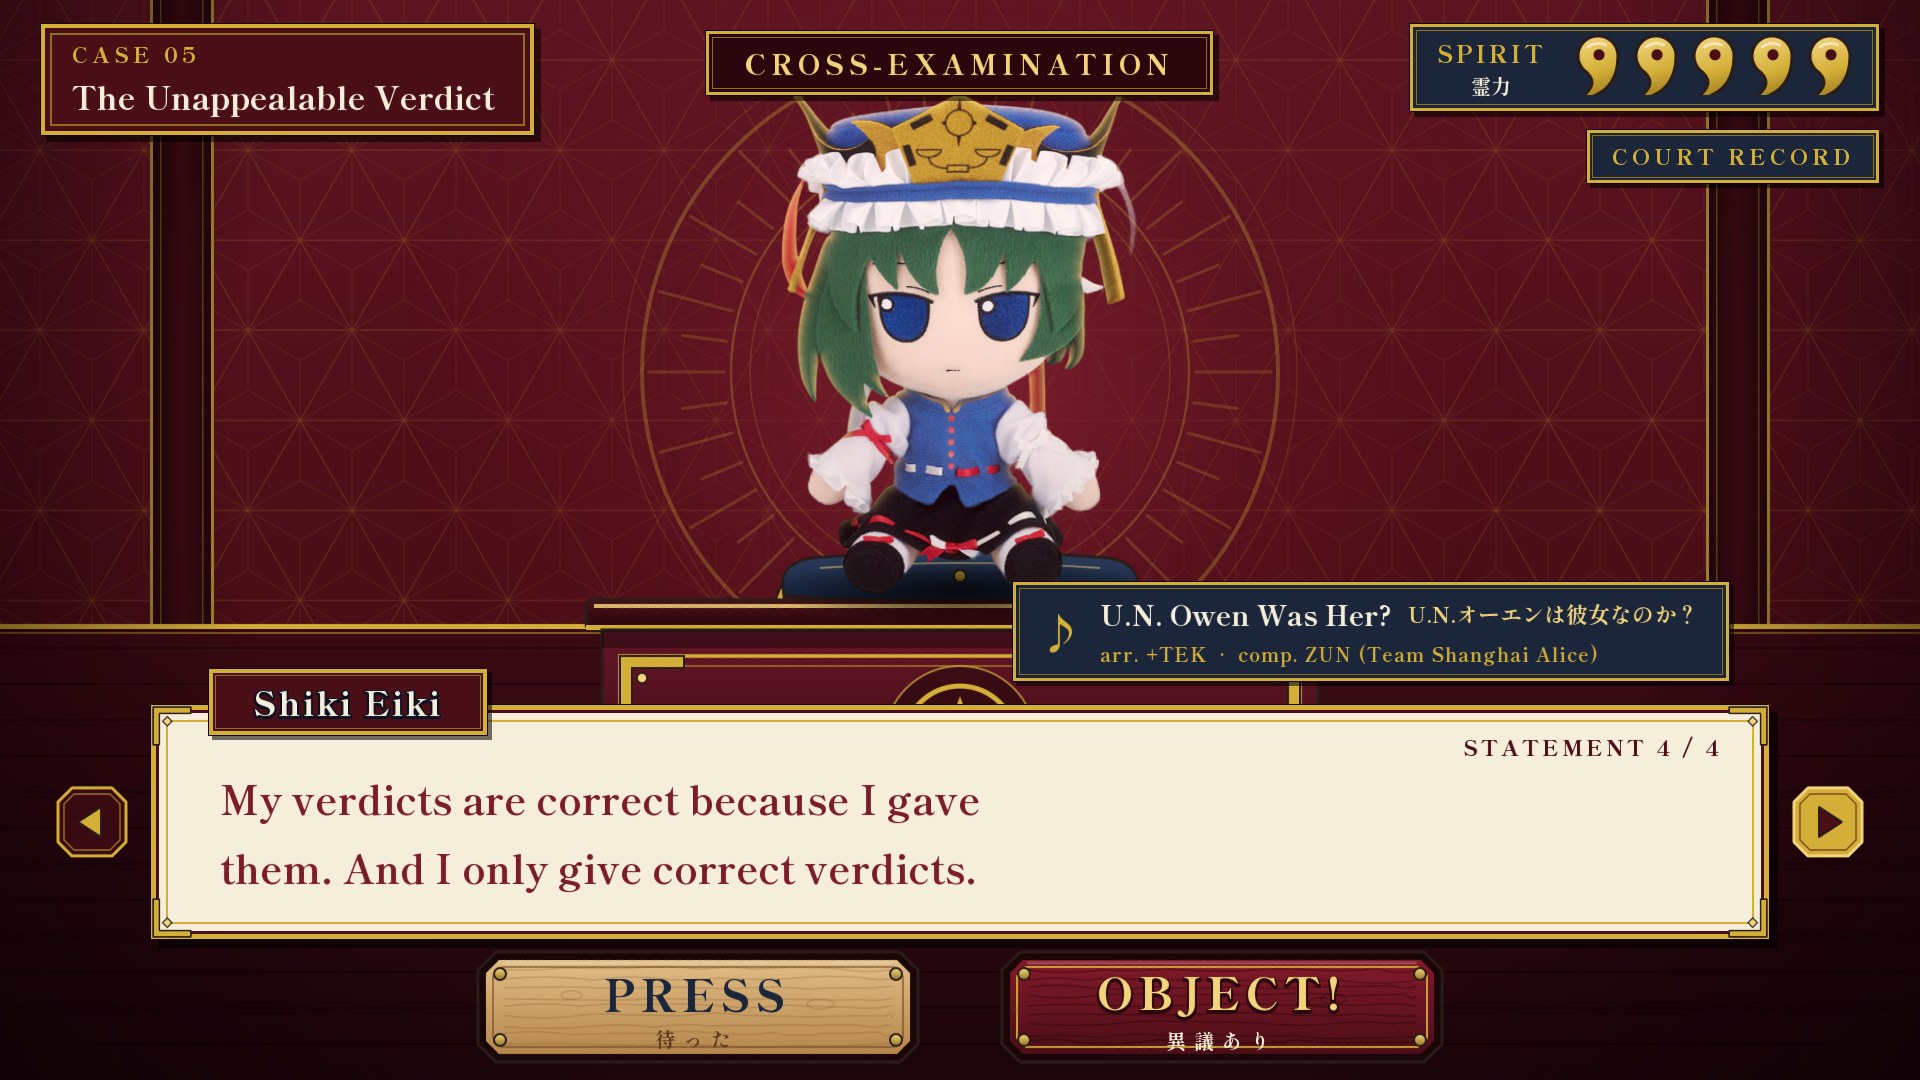 CASE 05
The Unappealable Verdict
CROSS-EXAMINATION
SPIRIT
霊力
COURT RECORD
U.N. Owen Was Her? U.N.オーエンは彼女なのか？
arr. +TEK · comp. ZUN (Team Shanghai Alice)
Shiki Eiki
STATEMENT 4 / 4
My verdicts are correct because I gave
them. And I only give correct verdicts.
PRESS
待った
OBJECT!
異議あり